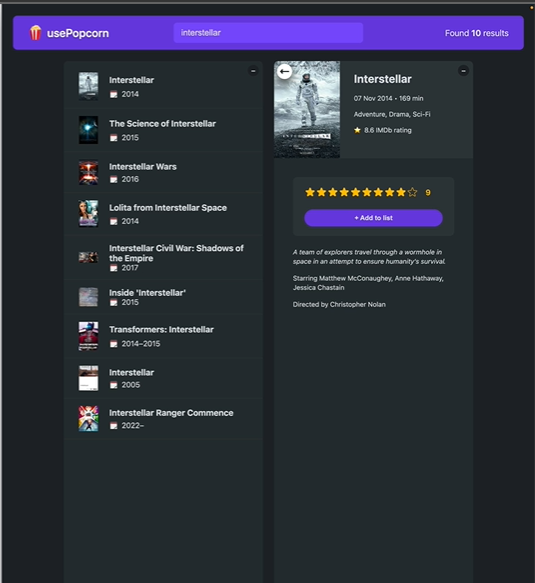 usePopcorn
interstellar
Found 10 results
Interstellar
2014
The Science of Interstellar
2015
Interstellar Wars
2016
Lolita from Interstellar Space
2014
Interstellar Civil War: Shadows of
the Empire
2017
Inside 'Interstellar'
2015
Transformers: Interstellar
2014–2015
Interstellar
2005
Interstellar Ranger Commence
2022–
INTERSTELLAR
Interstellar
07 Nov 2014 • 169 min
Adventure, Drama, Sci-Fi
8.6 IMDb rating
9
+ Add to list
A team of explorers travel through a wormhole in
space in an attempt to ensure humanity's survival.
Starring Matthew McConaughey, Anne Hathaway,
Jessica Chastain
Directed by Christopher Nolan